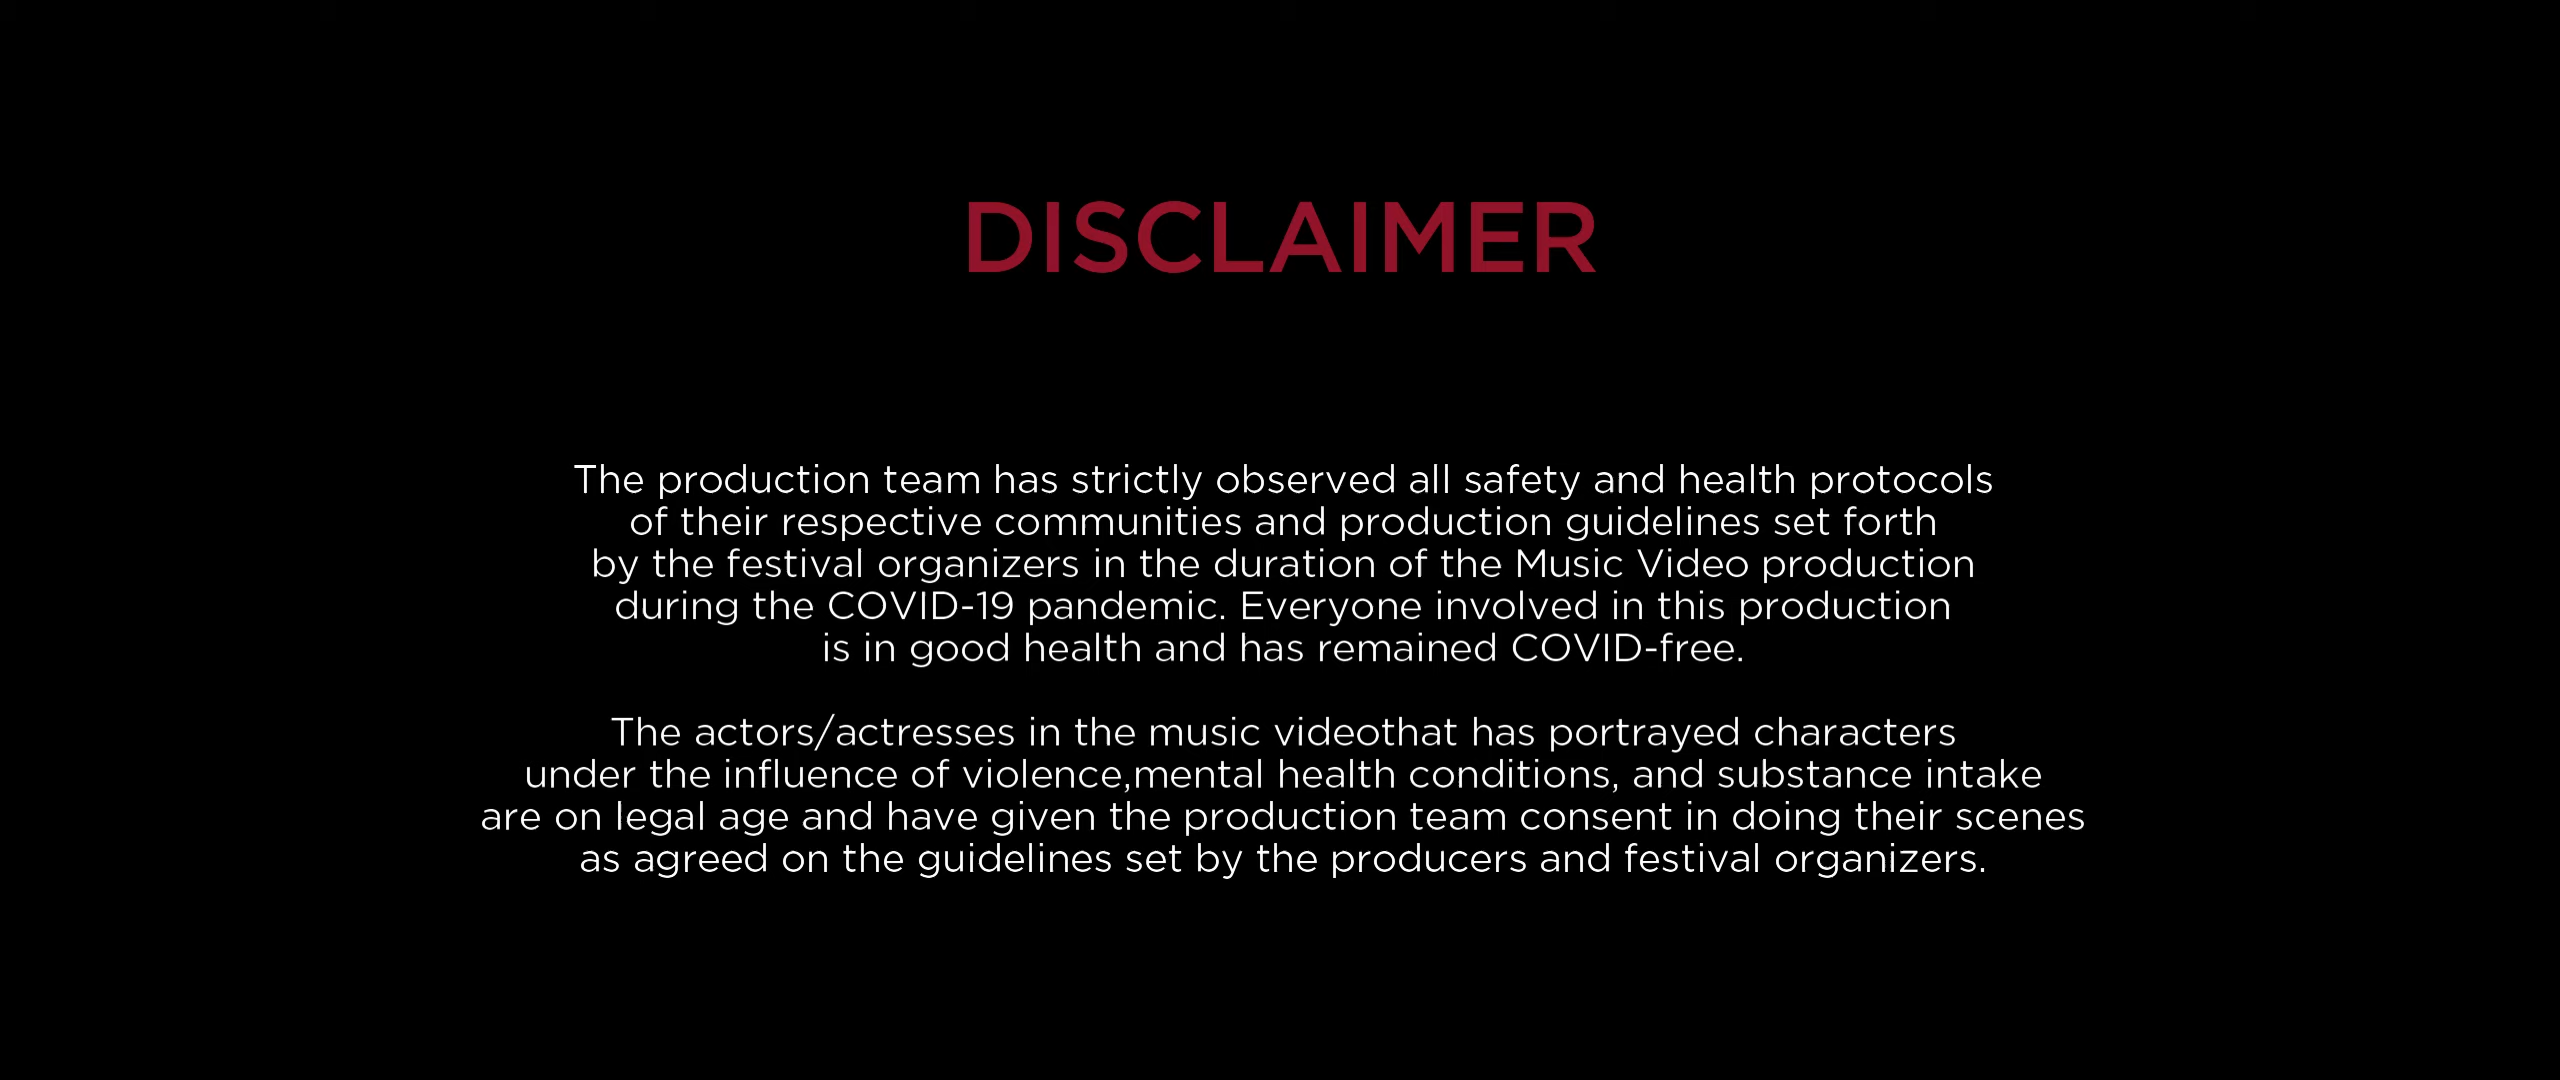 DISCLAIMER
The production team has strictly observed all safety and health protocols
of their respective communities and production guidelines set forth
by the festival organizers in the duration of the Music Video production
during the COVID-19 pandemic. Everyone involved in this production
is in good health and has remained COVID-free.
The actors/actresses in the music videothat has portrayed characters
under the influence of violence,mental health conditions, and substance intake
are on legal age and have given the production team consent in doing their scenes
as agreed on the guidelines set by the producers and festival organizers.